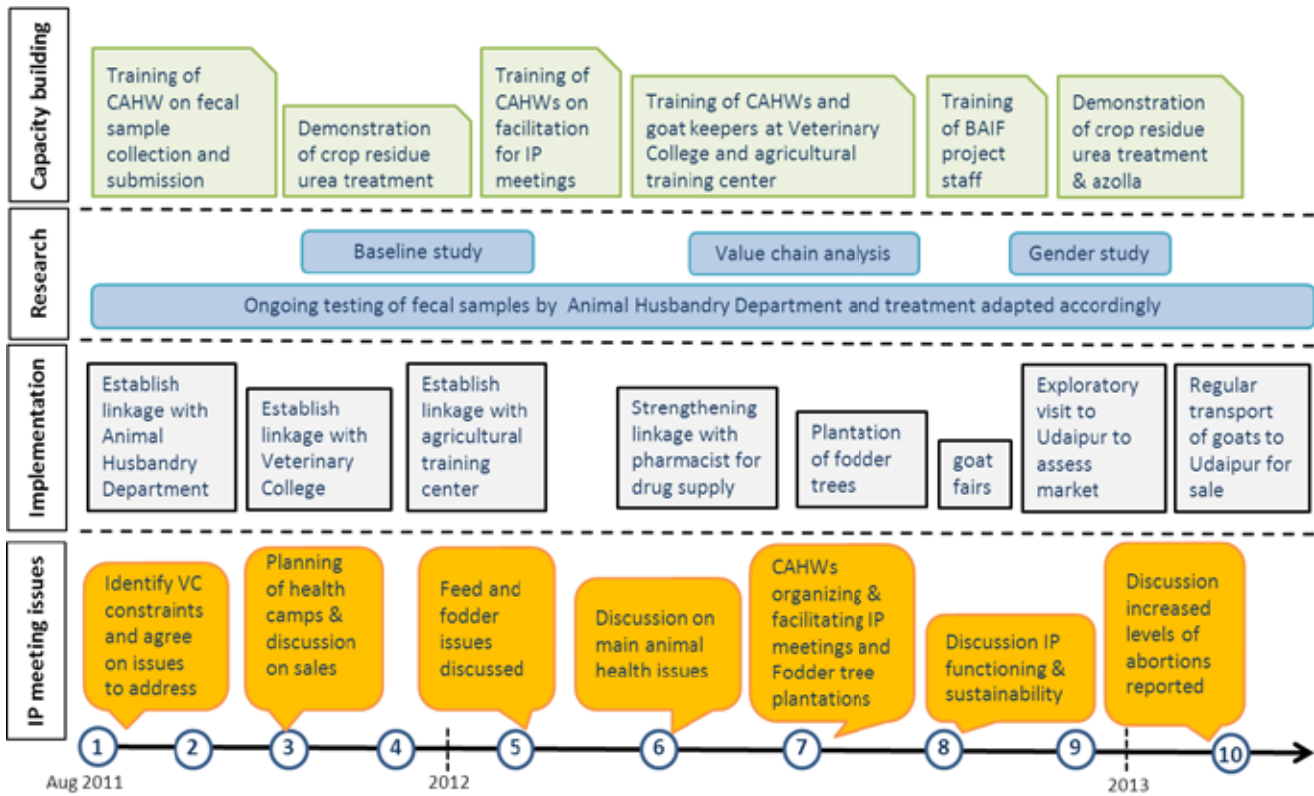 Capacity building
Training of
CAHW on fecal
sample
collection and
submission
Demonstration
of crop residue
urea treatment
Training of
CAHWs on
facilitation
for IP
meetings
Training of CAHWs and
goat keepers at Veterinary
College and agricultural
training center
Training
of BAIF
project
staff
Demonstration
of crop residue
urea treatment
& azolla
Research
Baseline study
Value chain analysis
Gender study
Ongoing testing of fecal samples by Animal Husbandry Department and treatment adapted accordingly
Implementation
Establish
linkage with
Animal
Husbandry
Department
Establish
linkage with
Veterinary
College
Establish
linkage with
agricultural
training
center
Strengthening
linkage with
pharmacist for
drug supply
Plantation
of fodder
trees
goat
fairs
Exploratory
visit to
Udaipur to
assess
market
Regular
transport
of goats to
Udaipur for
sale
IP meeting issues
Identify VC
constraints
and agree
on issues
to address
Planning
of health
camps &
discussion
on sales
Feed and
fodder
issues
discussed
Discussion on
main animal
health issues
CAHWs
organizing &
facilitating IP
meetings and
Fodder tree
plantations
Discussion IP
functioning &
sustainability
Discussion
increased
levels of
abortions
reported
1
2
3
4
5
6
7
8
9
10
Aug 2011
2012
2013